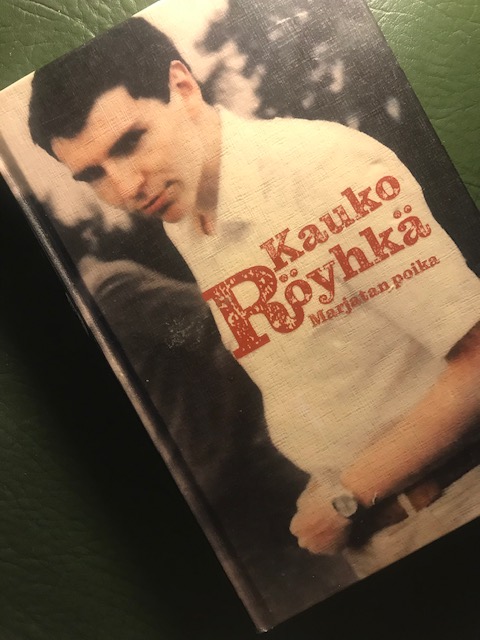 Kauko
Röyhkä
Marjatan poika